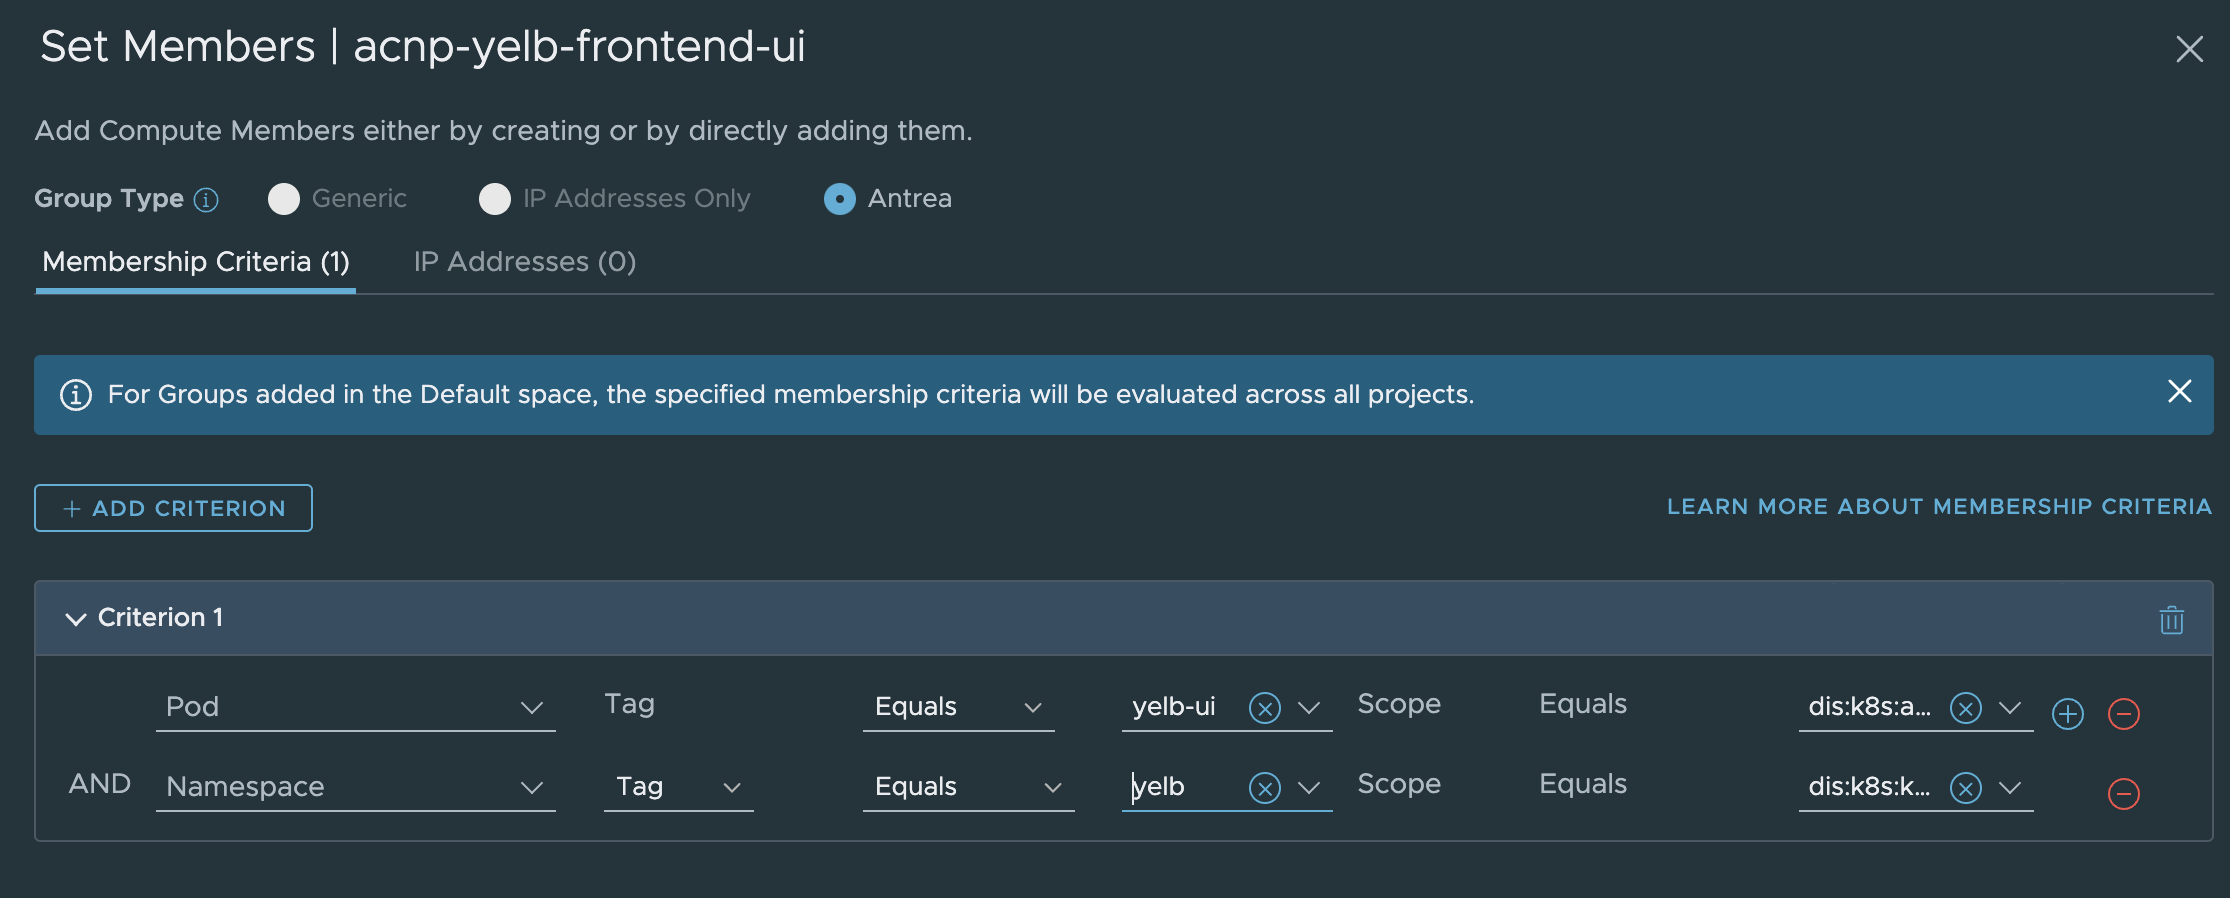 Set Members | acnp-yelb-frontend-ui
Add Compute Members either by creating or by directly adding them.
Group Type Generic IP Addresses Only Antrea
Membership Criteria (1) IP Addresses (0)
For Groups added in the Default space, the specified membership criteria will be evaluated across all projects.
+ ADD CRITERION LEARN MORE ABOUT MEMBERSHIP CRITERIA
Criterion 1
Pod Tag Equals yelb-ui Scope Equals dis:k8s:a...
AND Namespace Tag Equals yelb Scope Equals dis:k8s:k...